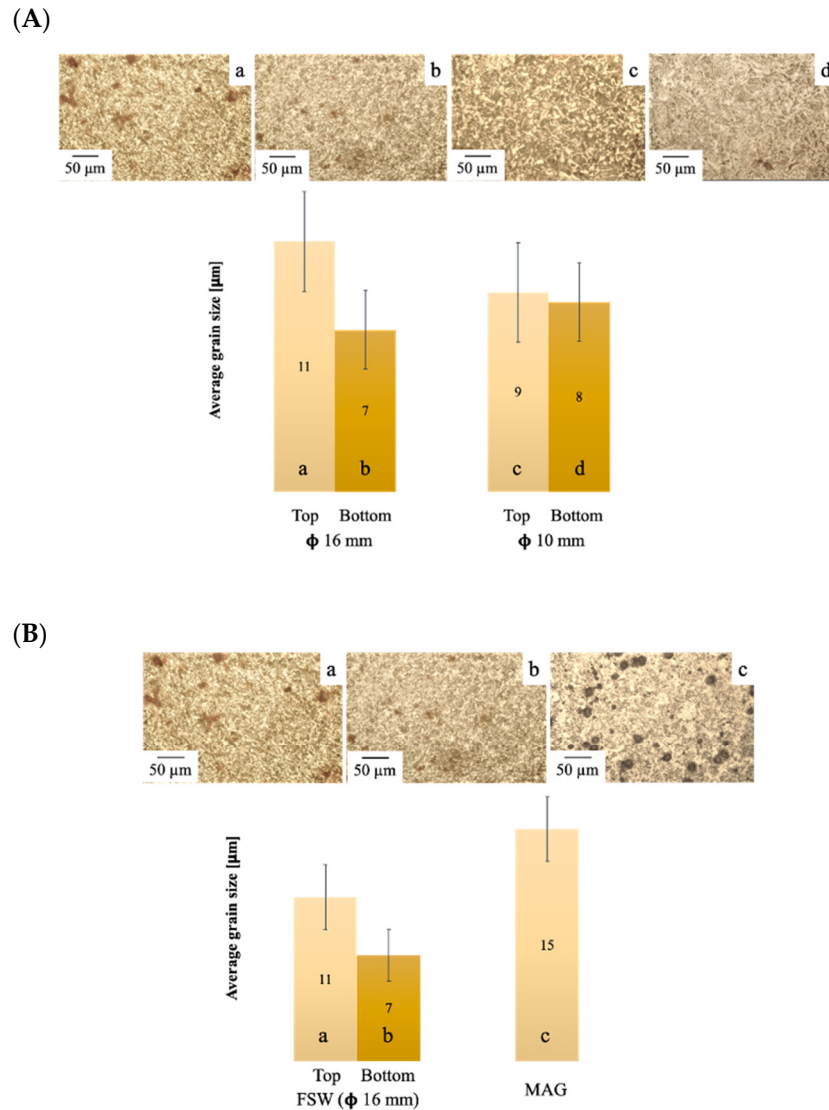 (A)
a b c d
50 µm 50 µm 50 µm 50 µm
Average grain size [µm]
11 7 9 8
a b c d
Top Bottom Top Bottom
ϕ 16 mm ϕ 10 mm
(B)
a b c
50 µm 50 µm 50 µm
Average grain size [µm]
11 7 15
a b c
Top Bottom
FSW (ϕ 16 mm) MAG